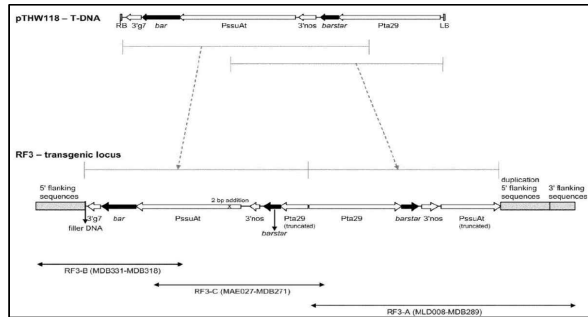 pTHW118 – T-DNA
RB 3'g7 bar PssuAt 3'nos barstar Pta29 LB
RF3 – transgenic locus
5' flanking sequences
duplication 5' flanking sequences
3' flanking sequences
2 bp addition
3'g7 bar PssuAt 3'nos Pta29 (truncated) Pta29 barstar 3'nos PssuAt (truncated)
filler DNA
barstar
RF3-B (MDB331-MDB318)
RF3-C (MAE027-MDB271)
RF3-A (MLD008-MDB289)